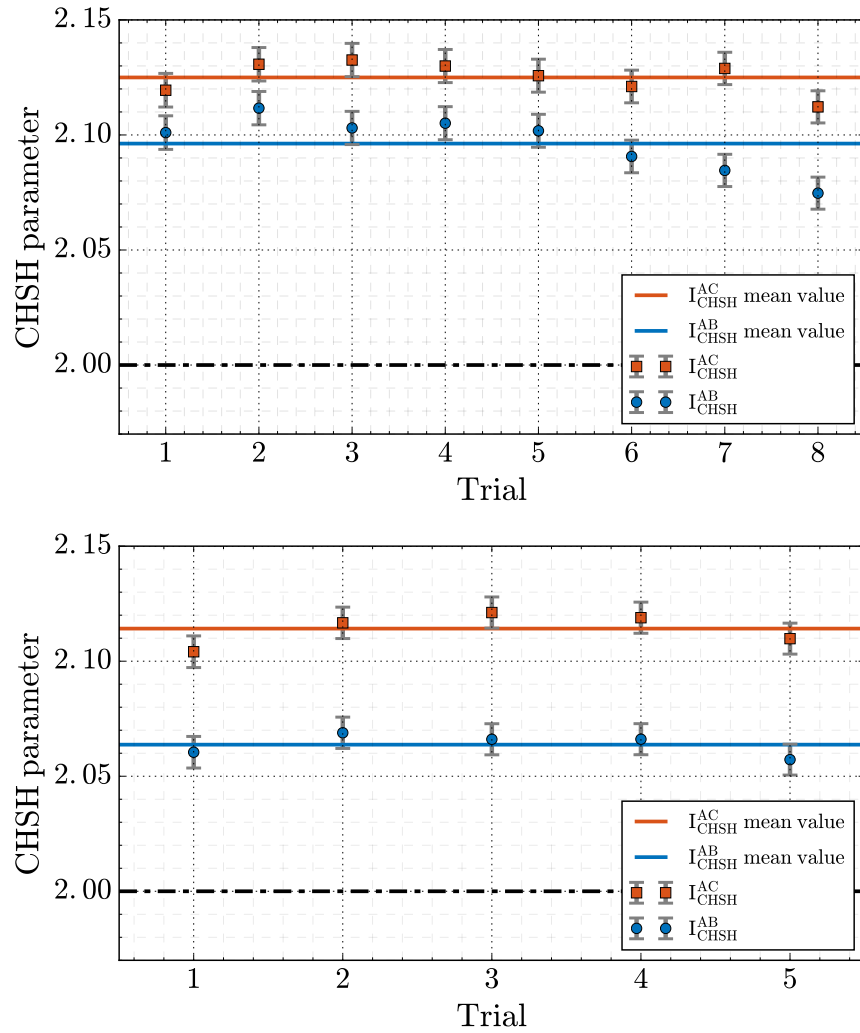 2.15
2.10
2.05
2.00
CHSH parameter
1 2 3 4 5 6 7 8
Trial
I^AC_CHSH mean value
I^AB_CHSH mean value
I^AC_CHSH
I^AB_CHSH
2.15
2.10
2.05
2.00
CHSH parameter
1 2 3 4 5
Trial
I^AC_CHSH mean value
I^AB_CHSH mean value
I^AC_CHSH
I^AB_CHSH